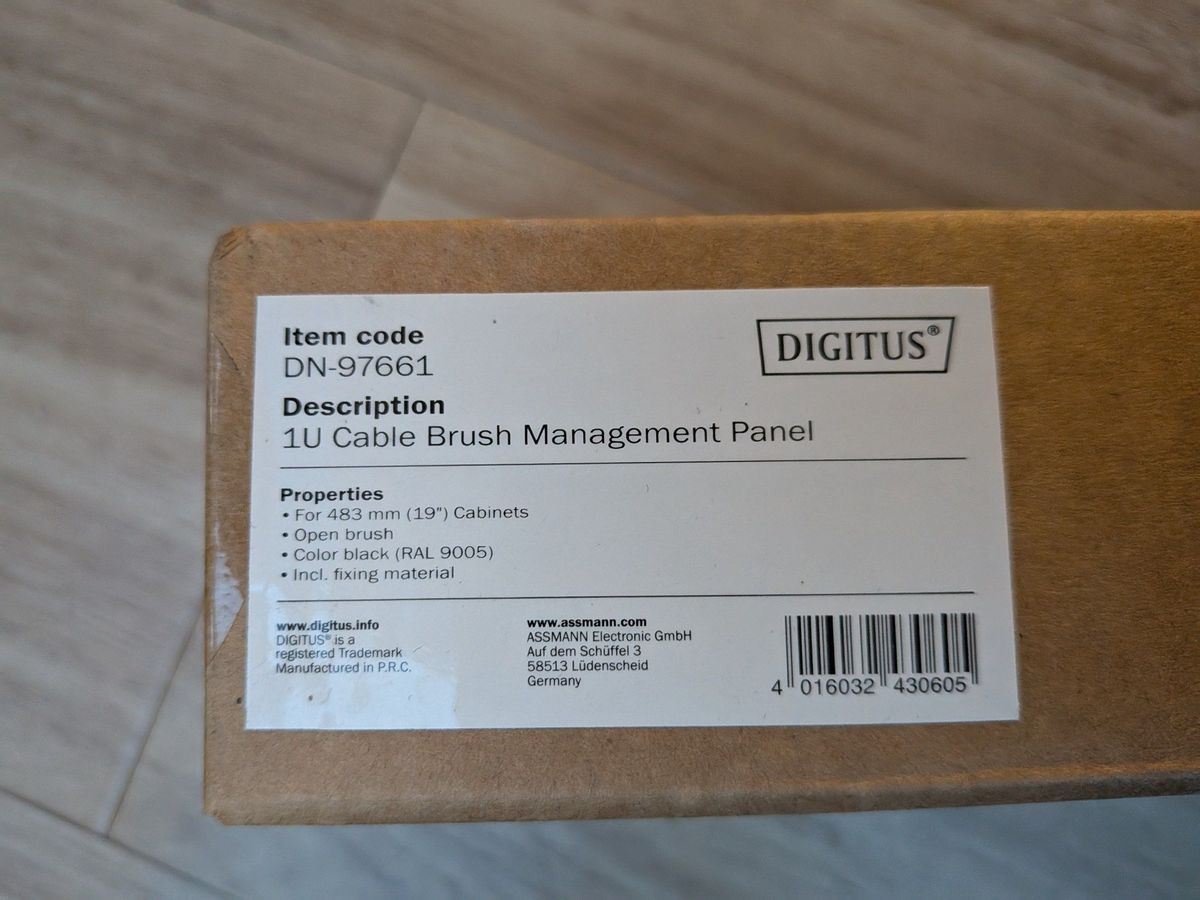 Item code
DN-97661
DIGITUS®
Description
1U Cable Brush Management Panel
Properties
• For 483 mm (19") Cabinets
• Open brush
• Color black (RAL 9005)
• Incl. fixing material
www.digitus.info
DIGITUS® is a
registered Trademark
Manufactured in P.R.C.
www.assmann.com
ASSMANN Electronic GmbH
Auf dem Schüffel 3
58513 Lüdenscheid
Germany
4 016032 430605